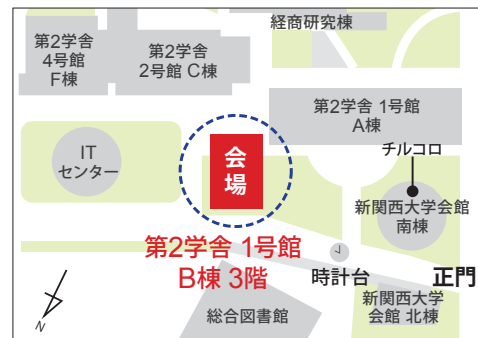 経商研究棟
第2学舎
4号館
F棟
第2学舎
2号館 C棟
第2学舎 1号館
A棟
チルコロ
IT
センター
会
場
新関西大学会館
南棟
第2学舎 1号館
B棟 3階
時計台
正門
新関西大学
会館 北棟
総合図書館
N